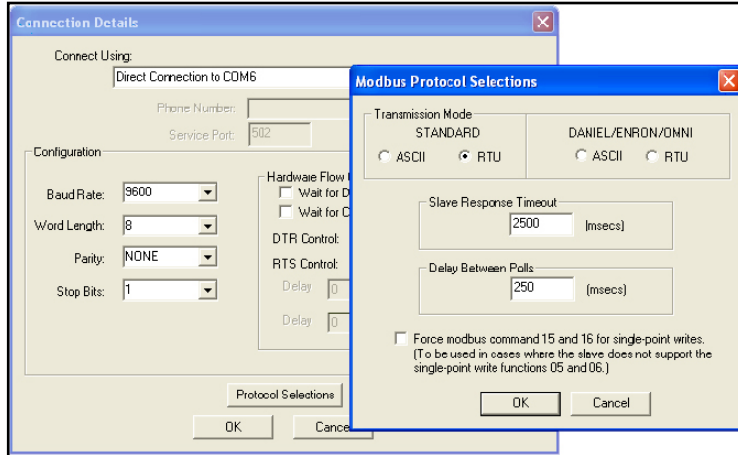 Connection Details
Connect Using:
Direct Connection to COM6
Phone Number:
Service Port: 502
Configuration
Baud Rate: 9600
Word Length: 8
Parity: NONE
Stop Bits: 1
Hardware Flow
Wait for D
Wait for C
DTR Control:
RTS Control:
Delay 0
Delay 0
Protocol Selections
OK Cance
Modbus Protocol Selections
Transmission Mode
STANDARD DANIEL/ENRON/OMNI
ASCII RTU ASCII RTU
Slave Response Timeout
2500 (msecs)
Delay Between Polls
250 (msecs)
Force modbus command 15 and 16 for single-point writes.
(To be used in cases where the slave does not support the
single-point write functions 05 and 06.)
OK Cancel